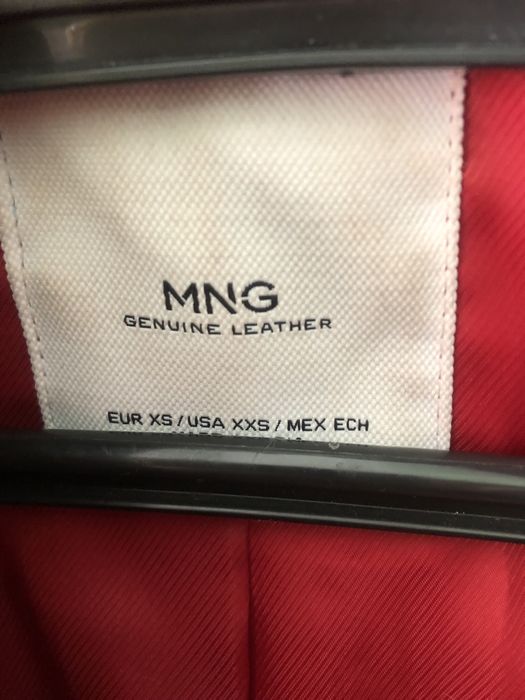 MNG
GENUINE LEATHER
EUR XS / USA XXS / MEX ECH